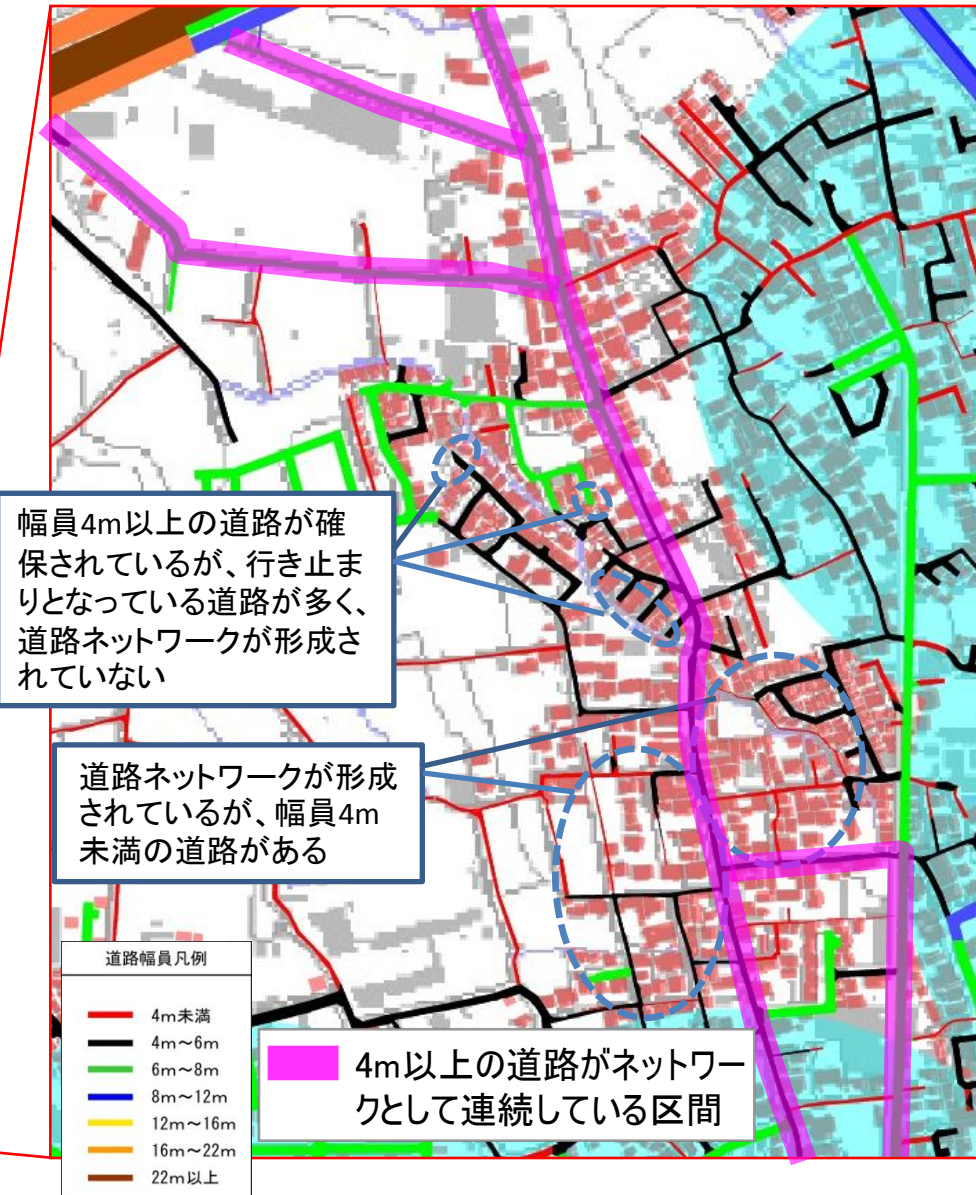 幅員4m以上の道路が確
保されているが、行き止ま
りとなっている道路が多く、
道路ネットワークが形成さ
れていない
道路ネットワークが形成
されているが、幅員4m
未満の道路がある
道路幅員凡例
4m未満
4m～6m
6m～8m
8m～12m
12m～16m
16m～22m
22m以上
4m以上の道路がネットワー
クとして連続している区間